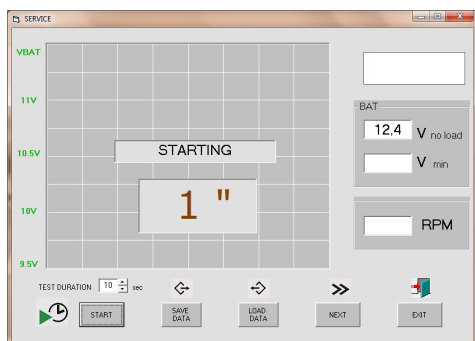 SERVICE
VBAT
11V
10.5V
10V
9.5V
STARTING
1 "
BAT
12,4 V no load
V min
RPM
TEST DURATION 10 sec
START
SAVE DATA
LOAD DATA
NEXT
EXIT